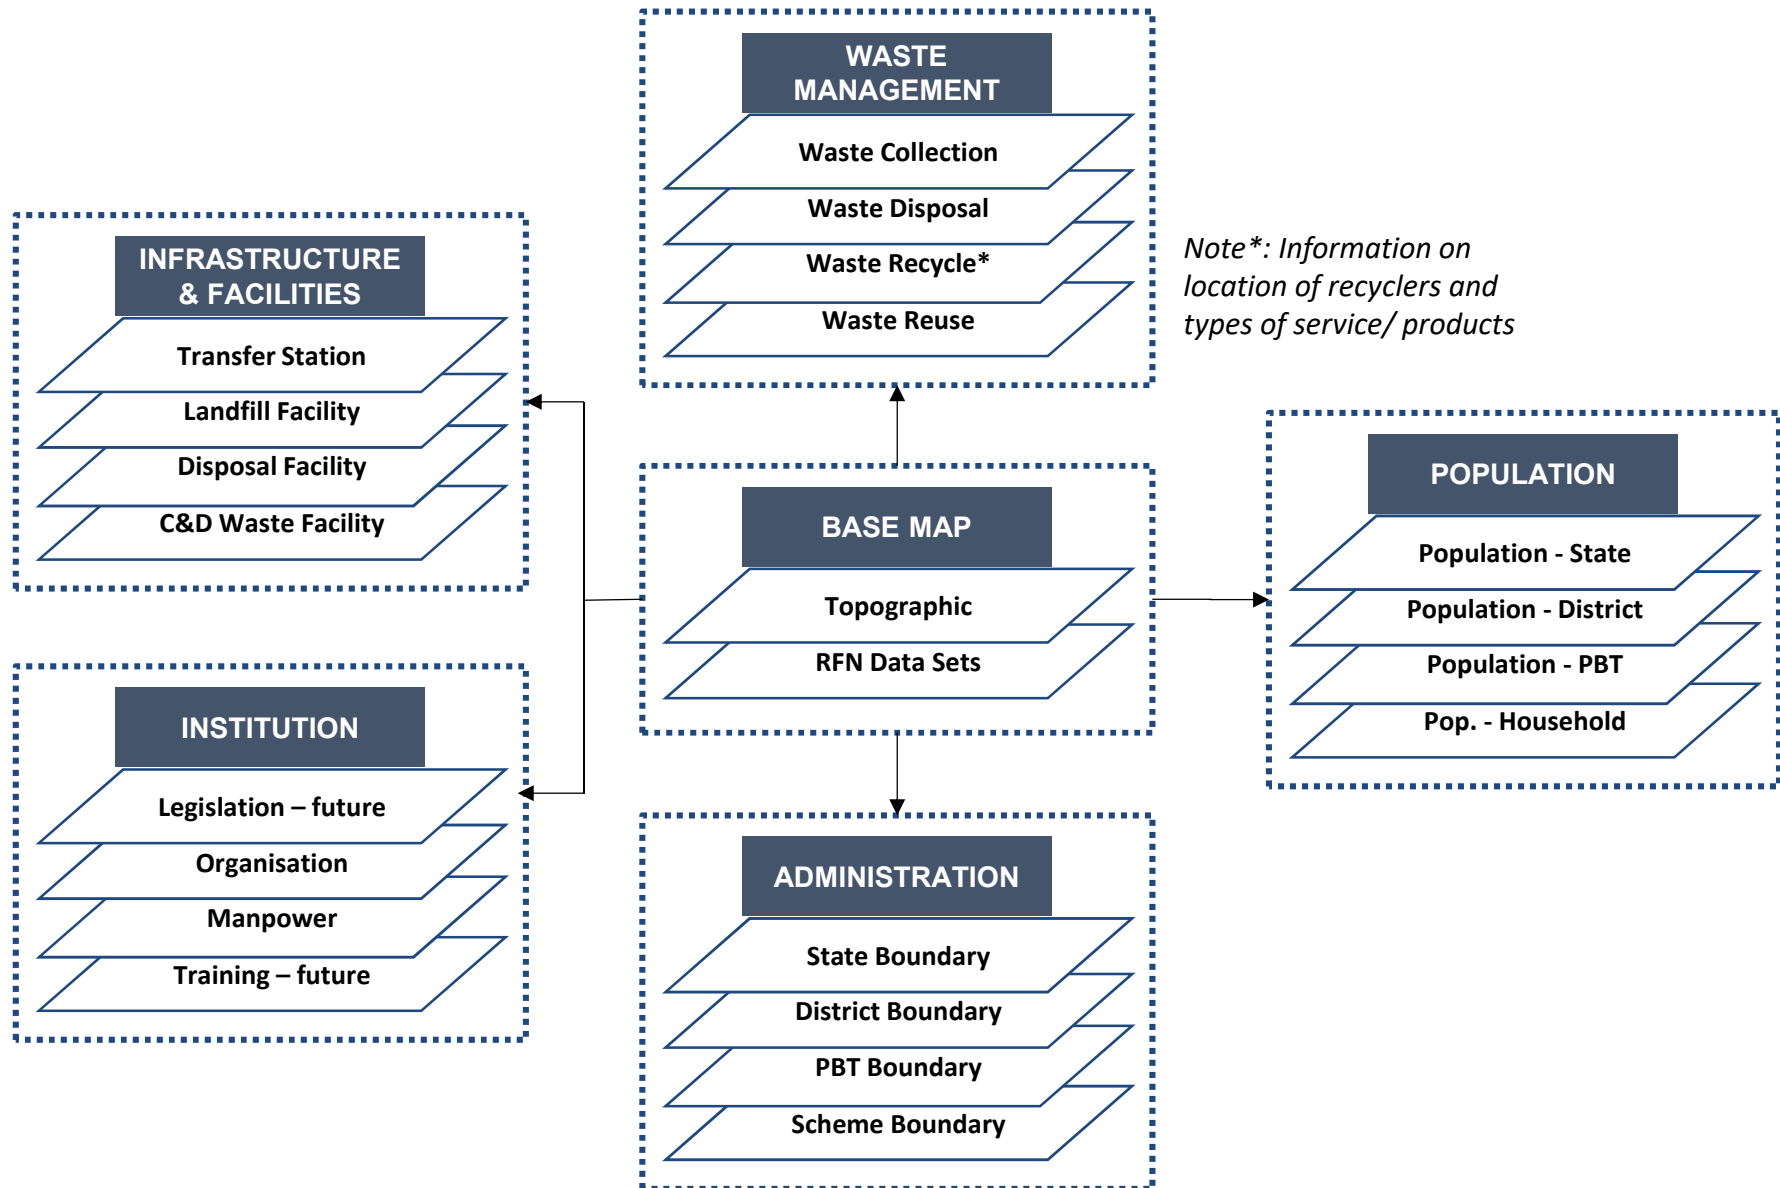 WASTE
MANAGEMENT
Waste Collection
Waste Disposal
Waste Recycle*
Waste Reuse
Note*: Information on
location of recyclers and
types of service/ products
INFRASTRUCTURE
& FACILITIES
Transfer Station
Landfill Facility
Disposal Facility
C&D Waste Facility
BASE MAP
Topographic
RFN Data Sets
POPULATION
Population - State
Population - District
Population - PBT
Pop. - Household
INSTITUTION
Legislation – future
Organisation
Manpower
Training – future
ADMINISTRATION
State Boundary
District Boundary
PBT Boundary
Scheme Boundary